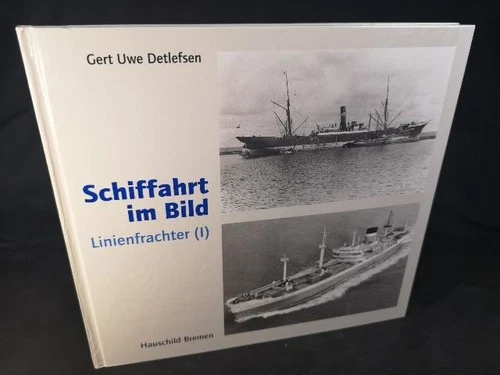 Gert Uwe Detlefsen
Schiffahrt
im Bild
Linienfrachter (I)
Hauschild Bremen